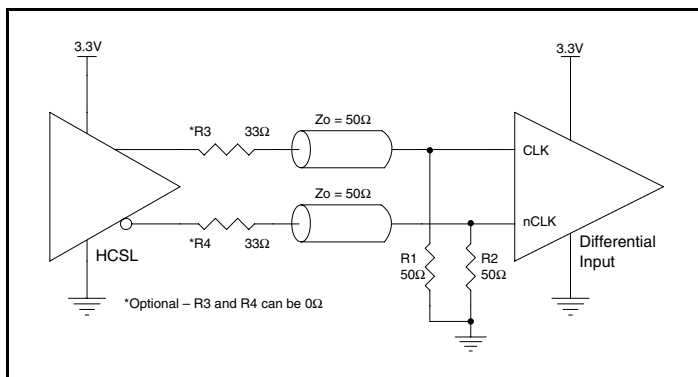 3.3V
3.3V
*R3
33Ω
Zo = 50Ω
CLK
Zo = 50Ω
*R4
33Ω
nCLK
HCSL
R1
50Ω
R2
50Ω
Differential
Input
*Optional – R3 and R4 can be 0Ω